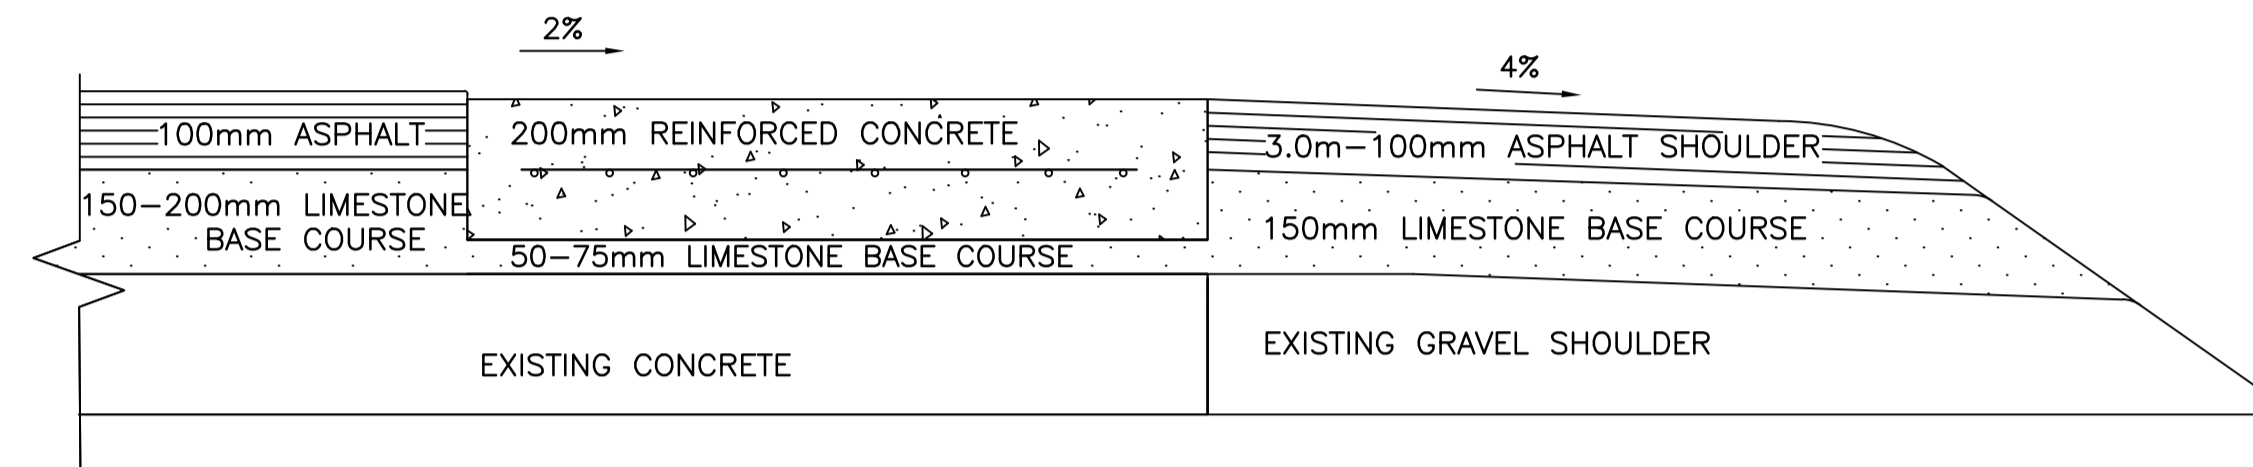 2%
4%
100mm ASPHALT
200mm REINFORCED CONCRETE
3.0m-100mm ASPHALT SHOULDER
150-200mm LIMESTONE
BASE COURSE
150mm LIMESTONE BASE COURSE
50-75mm LIMESTONE BASE COURSE
EXISTING CONCRETE
EXISTING GRAVEL SHOULDER